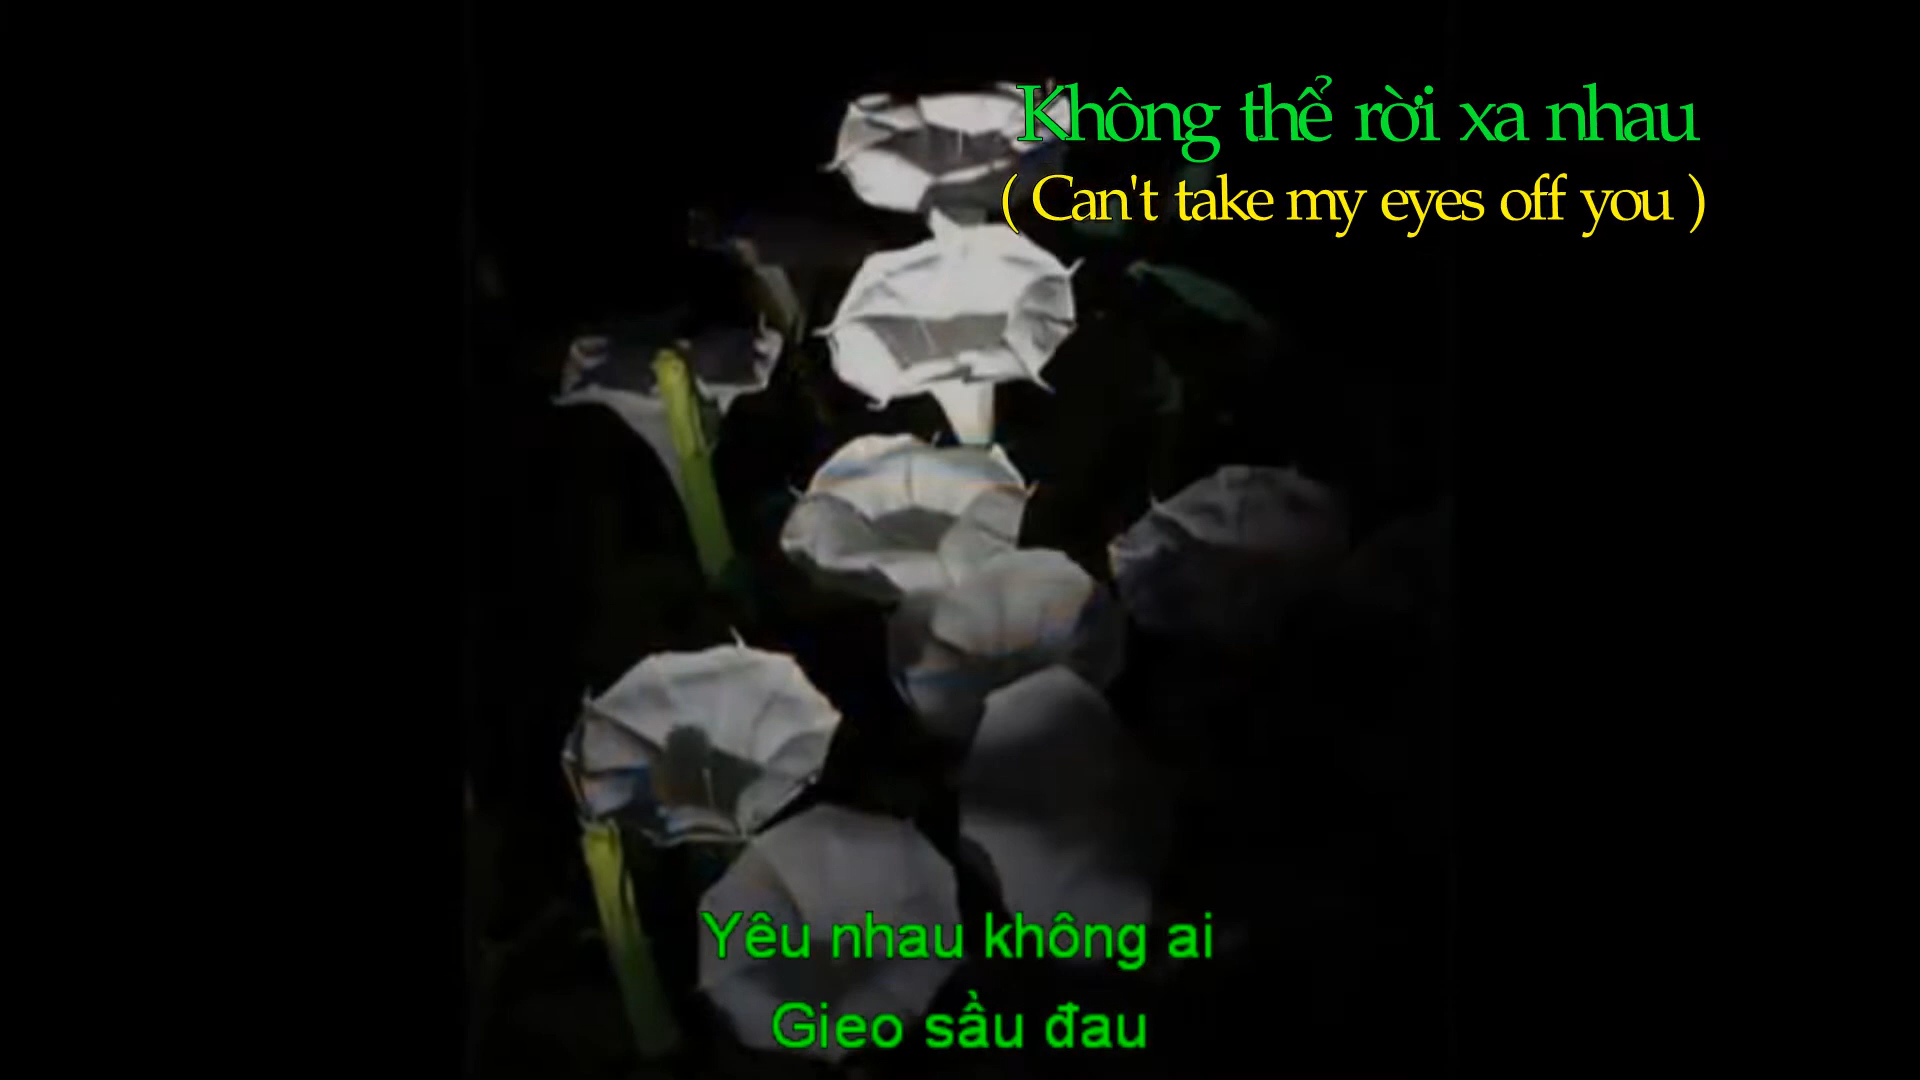 Không thể rời xa nhau
( Can't take my eyes off you )
Yêu nhau không ai
Gieo sầu đau